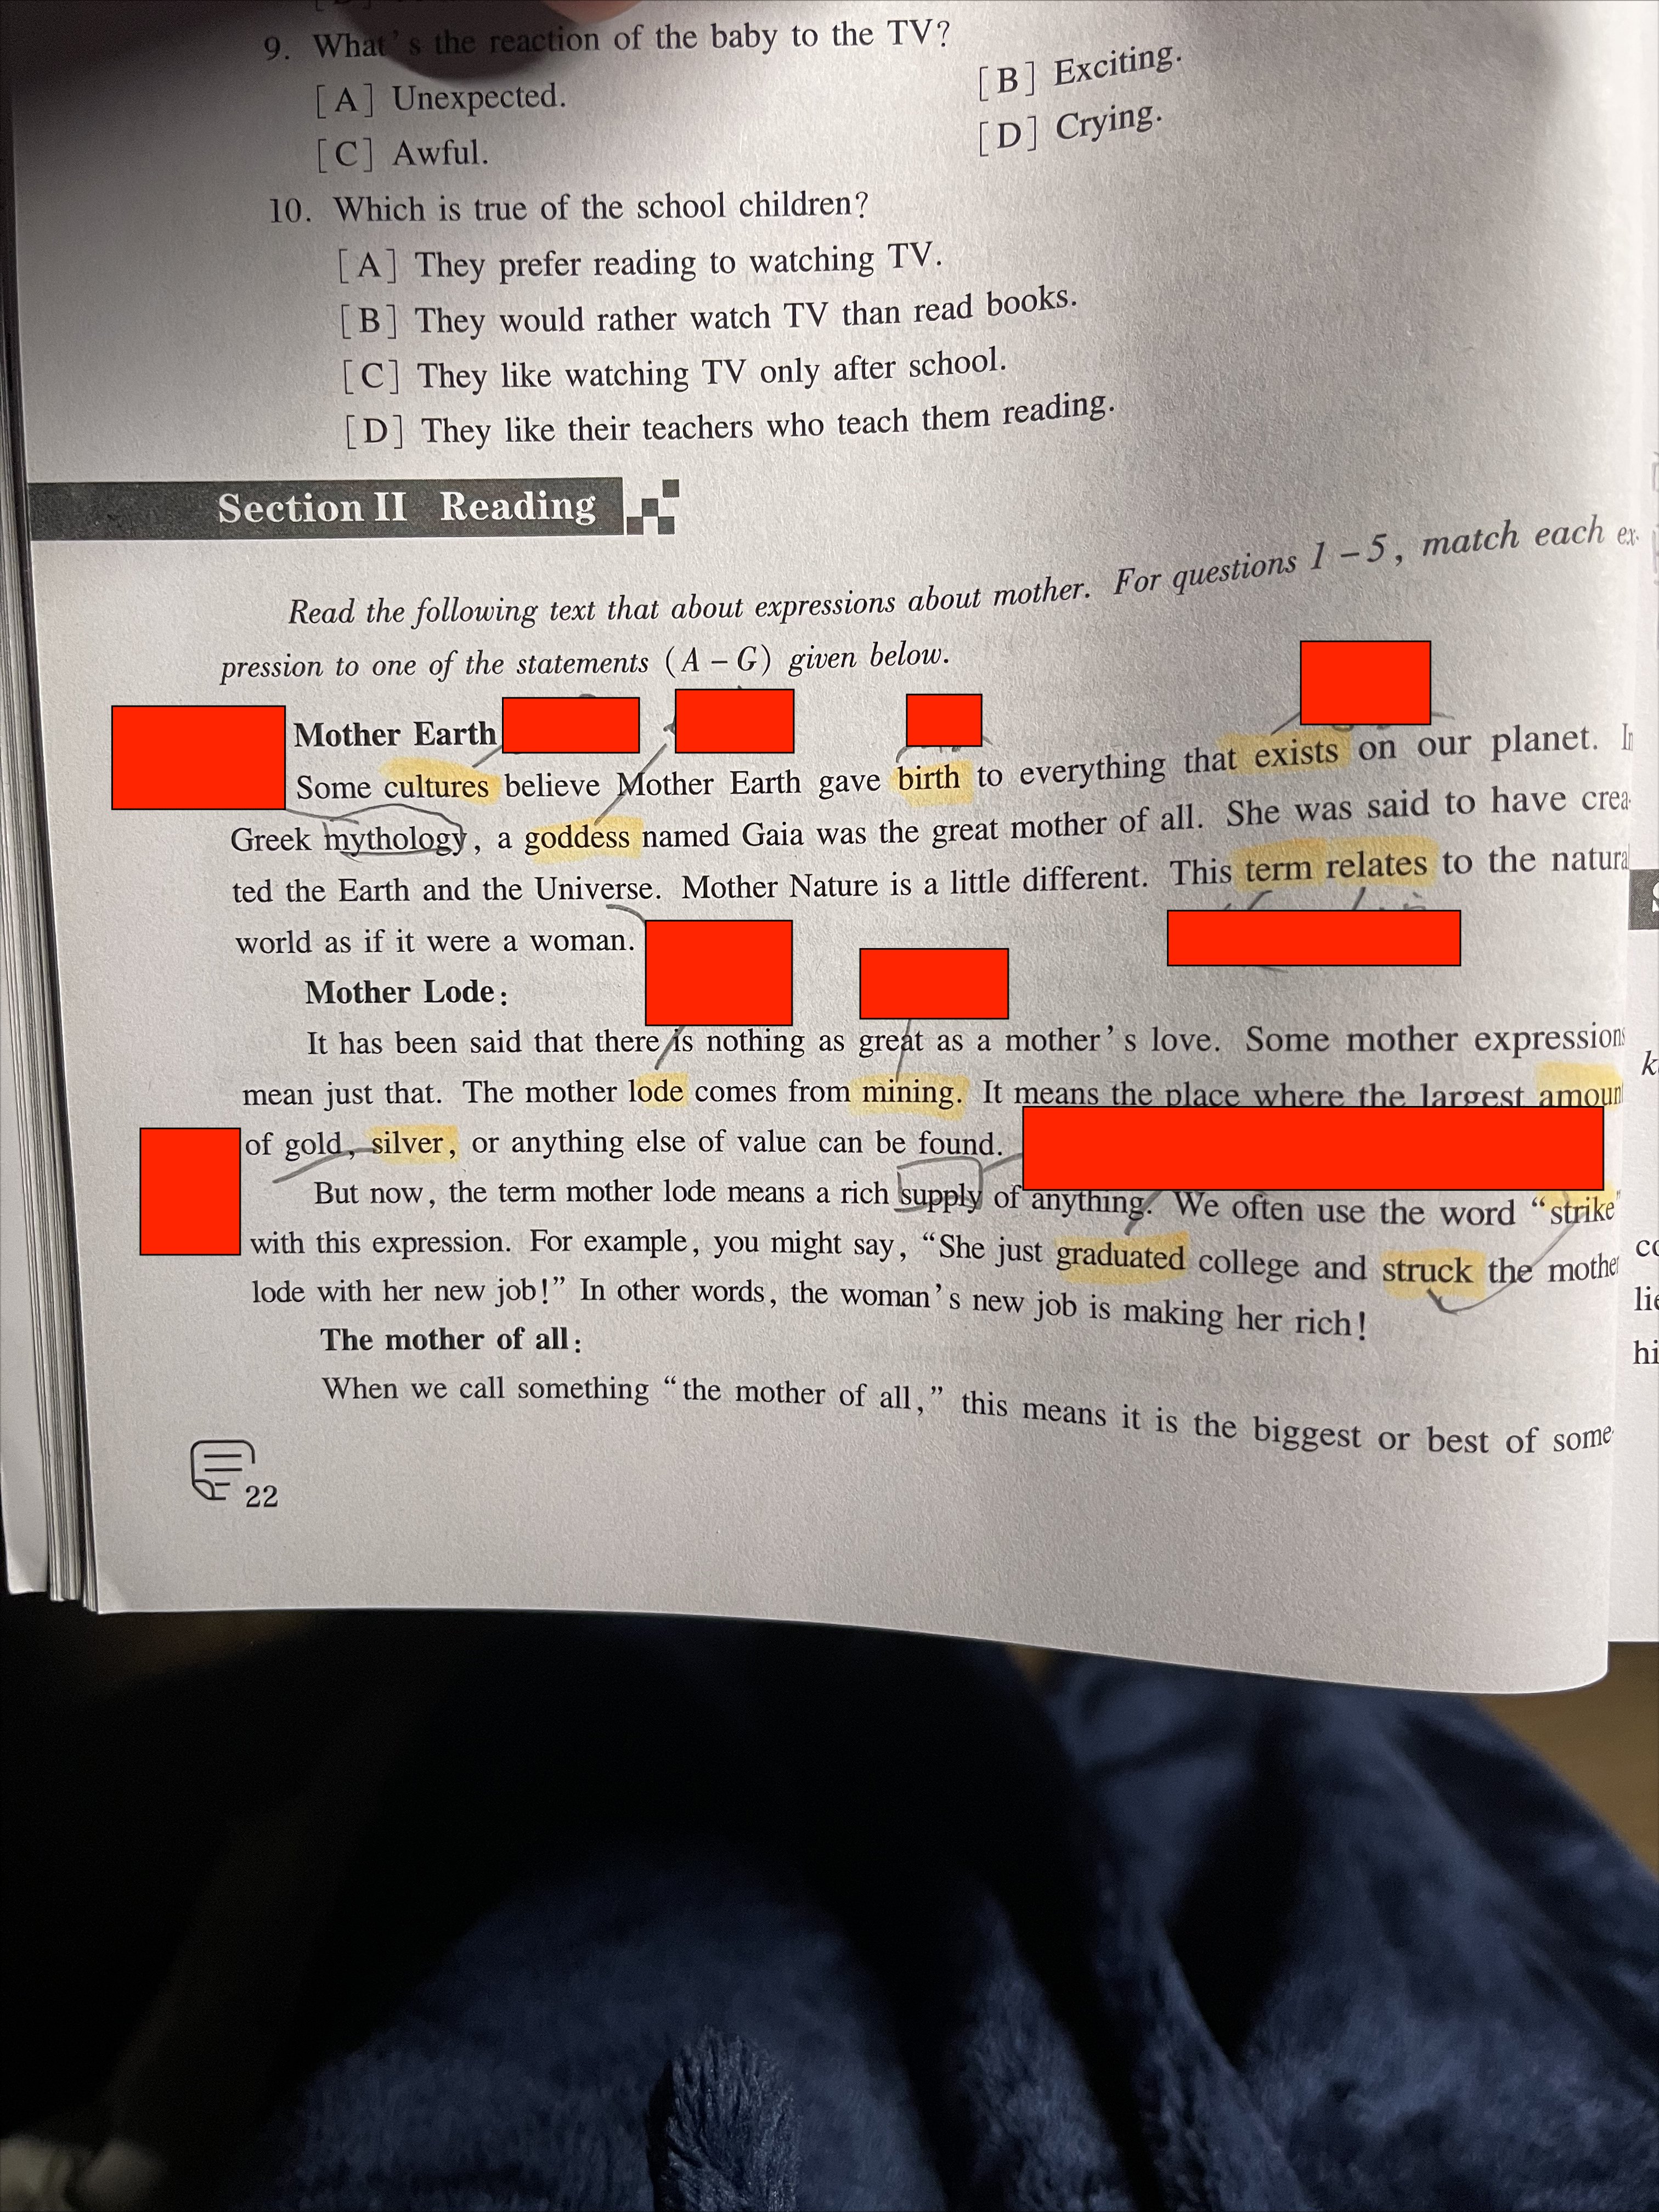 9. What's the reaction of the baby to the TV?
[A] Unexpected.
[B] Exciting.
[C] Awful.
[D] Crying.
10. Which is true of the school children?
[A] They prefer reading to watching TV.
[B] They would rather watch TV than read books.
[C] They like watching TV only after school.
[D] They like their teachers who teach them reading.
Section II Reading
Read the following text that about expressions about mother. For questions 1-5, match each ex-
pression to one of the statements (A-G) given below.
Mother Earth
Some cultures believe Mother Earth gave birth to everything that exists on our planet. In
Greek mythology, a goddess named Gaia was the great mother of all. She was said to have crea-
ted the Earth and the Universe. Mother Nature is a little different. This term relates to the natura
world as if it were a woman.
Mother Lode:
It has been said that there is nothing as great as a mother's love. Some mother expressions
mean just that. The mother lode comes from mining. It means the place where the largest amoun
of gold, silver, or anything else of value can be found.
But now, the term mother lode means a rich supply of anything. We often use the word “strike”
with this expression. For example, you might say, “She just graduated college and struck the mothe
lode with her new job!” In other words, the woman's new job is making her rich!
The mother of all:
When we call something “the mother of all,” this means it is the biggest or best of some-
22